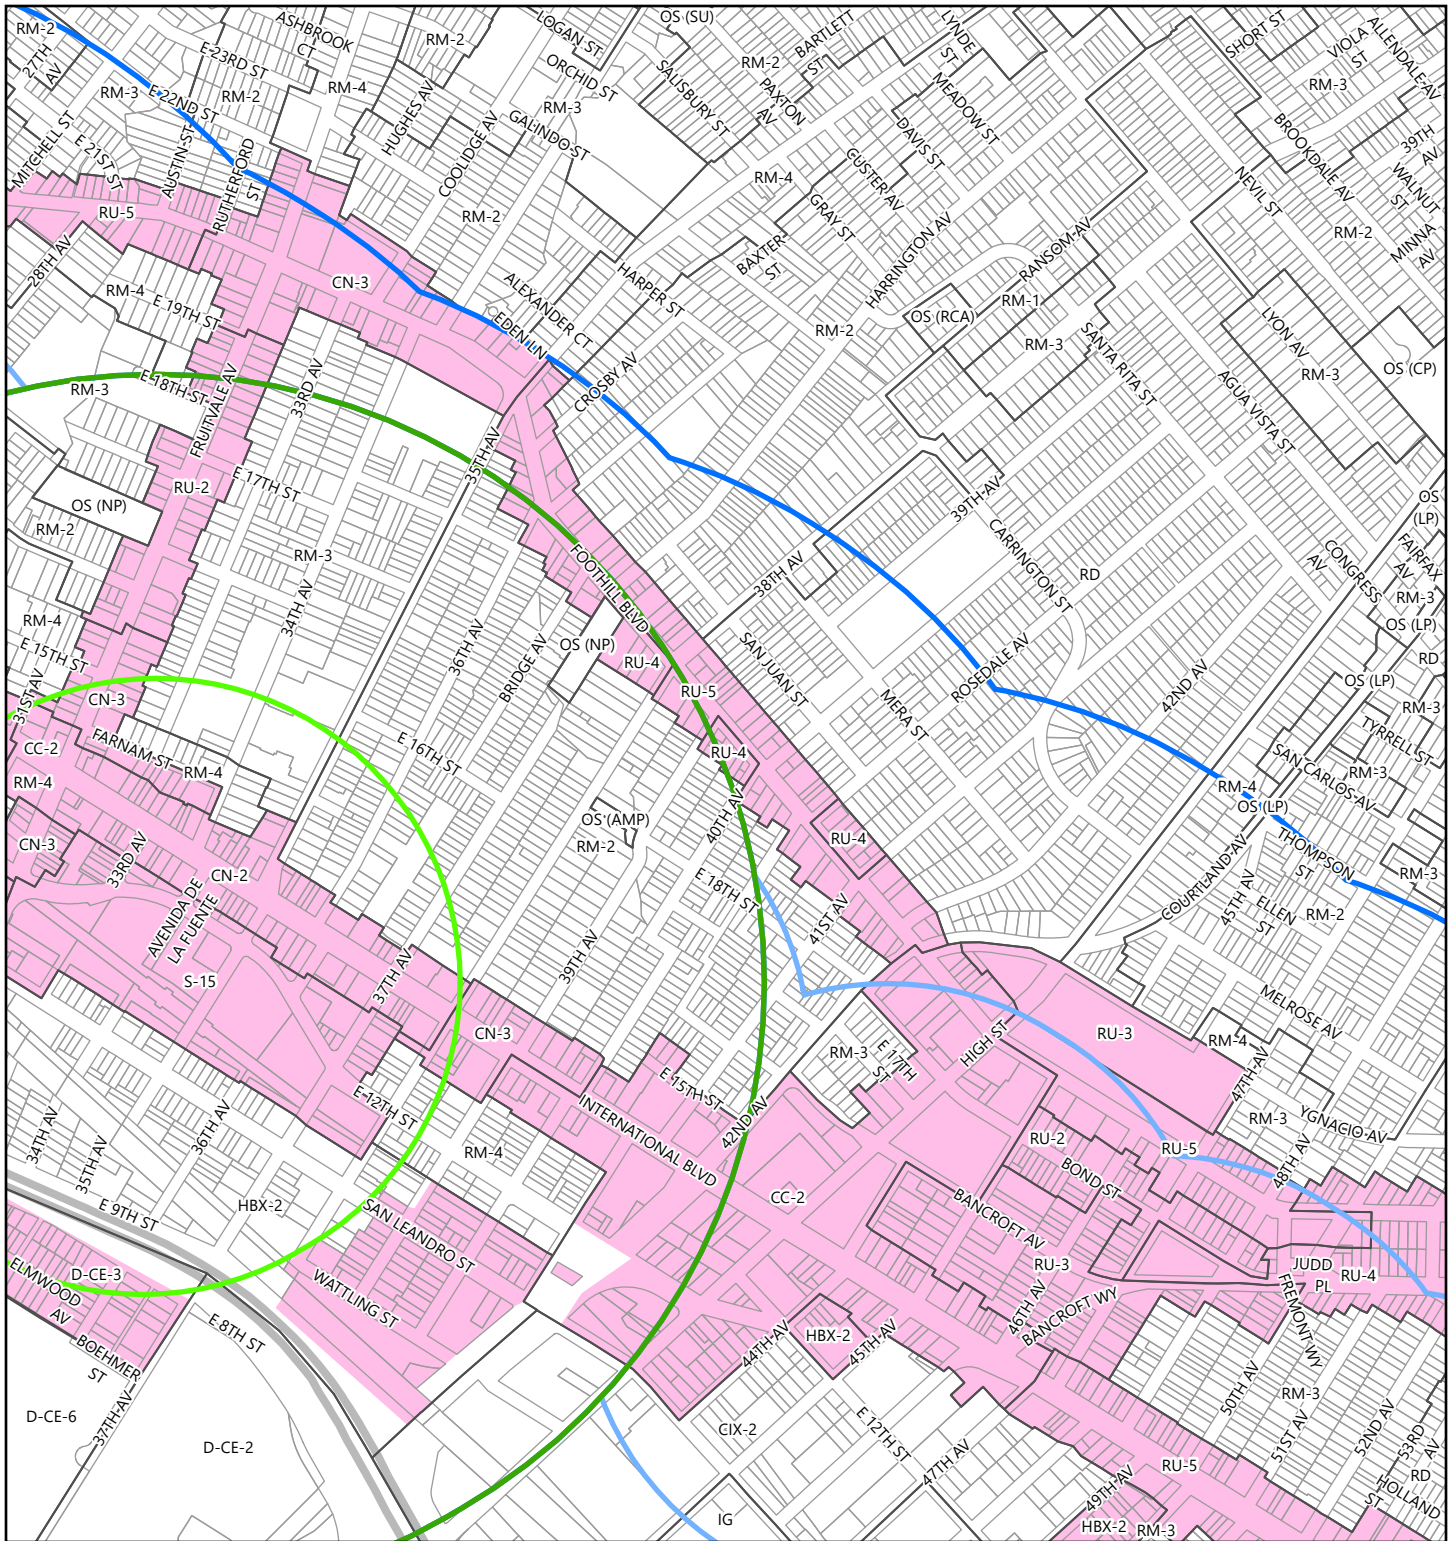 RM-2
27TH
AV
ASHBROOK
CT
E 23RD ST
RM-2
LOGAN ST
OS (SU)
BARTLETT
ST
LYNDE
ST
SHORT ST
VIOLA
ST
ALLENDALE AV
RM-3
E 22ND ST
RM-2
RM-4
ORCHID ST
RM-3
SALISBURY ST
RM-2
PAXTON
AV
MEADOW ST
RM-3
MITCHELL ST
E 21ST ST
AUSTIN ST
RUTHERFORD
ST
HUGHES AV
COOLIDGE AV
GALINDO ST
DAVIS ST
BROOKDALE AV
39TH
AV
RM-4
CUSTER AV
NEVIL ST
WALNUT
ST
RU-5
RM-2
GRAY ST
RM-2
MINNA
AV
28TH AV
CN-3
BAXTER
ST
HARRINGTON AV
RANSOM AV
RM-4
E 19TH ST
ALEXANDER CT
HARPER ST
RM-1
OS (RCA)
LYON AV
EDEN LN
RM-2
RM-3
SANTA RITA ST
RM-3
OS (CP)
RM-3
E 18TH ST
33RD AV
CROSBY AV
AGUA VISTA ST
FRUITVALE AV
35TH AV
RU-2
E 17TH ST
OS (NP)
39TH AV
OS
(LP)
RM-2
RM-3
FOOTHILL BLVD
38TH AV
CARRINGTON ST
RD
CONGRESS
AV
FAIRFAX
AV
34TH AV
RM-3
RM-4
E 15TH ST
36TH AV
BRIDGE AV
OS (NP)
RU-4
OS (LP)
RD
31ST AV
CN-3
RU-5
SAN JUAN ST
MERA ST
ROSEDALE AV
42ND AV
OS (LP)
RM-3
CC-2
FARNAM ST
RM-4
RM-4
E 16TH ST
RU-4
TYRRELL ST
SAN CARLOS AV
RM-3
RM-4
OS (LP)
CN-3
33RD AV
OS (AMP)
RM-2
40TH AV
RU-4
THOMPSON
ST
RM-3
CN-2
AVENIDA DE
LA FUENTE
E 18TH ST
41ST AV
COURTLAND AV
45TH AV
ELLEN
ST
RM-2
S-15
37TH AV
39TH AV
MELROSE AV
CN-3
RM-3
E 17TH
ST
HIGH ST
RU-3
RM-4
34TH AV
35TH AV
36TH AV
E 12TH ST
E 15TH ST
INTERNATIONAL BLVD
42ND AV
47TH AV
RM-3
YGNACIO AV
RM-4
RU-2
RU-5
48TH AV
BOND ST
E 9TH ST
HBX-2
SAN LEANDRO ST
CC-2
BANCROFT AV
D-CE-3
ELMWOOD
AV
WATTLING ST
RU-3
JUDD
PL
RU-4
BOEHMER
ST
E 8TH ST
44TH AV
HBX-2
45TH AV
46TH AV
BANCROFT WY
FREMONT WY
D-CE-6
37TH AV
D-CE-2
CIX-2
E 12TH ST
47TH AV
50TH AV
RM-3
51ST AV
52ND AV
53RD
AV
RU-5
49TH AV
RD
HOLLAND
ST
IG
HBX-2
RM-3